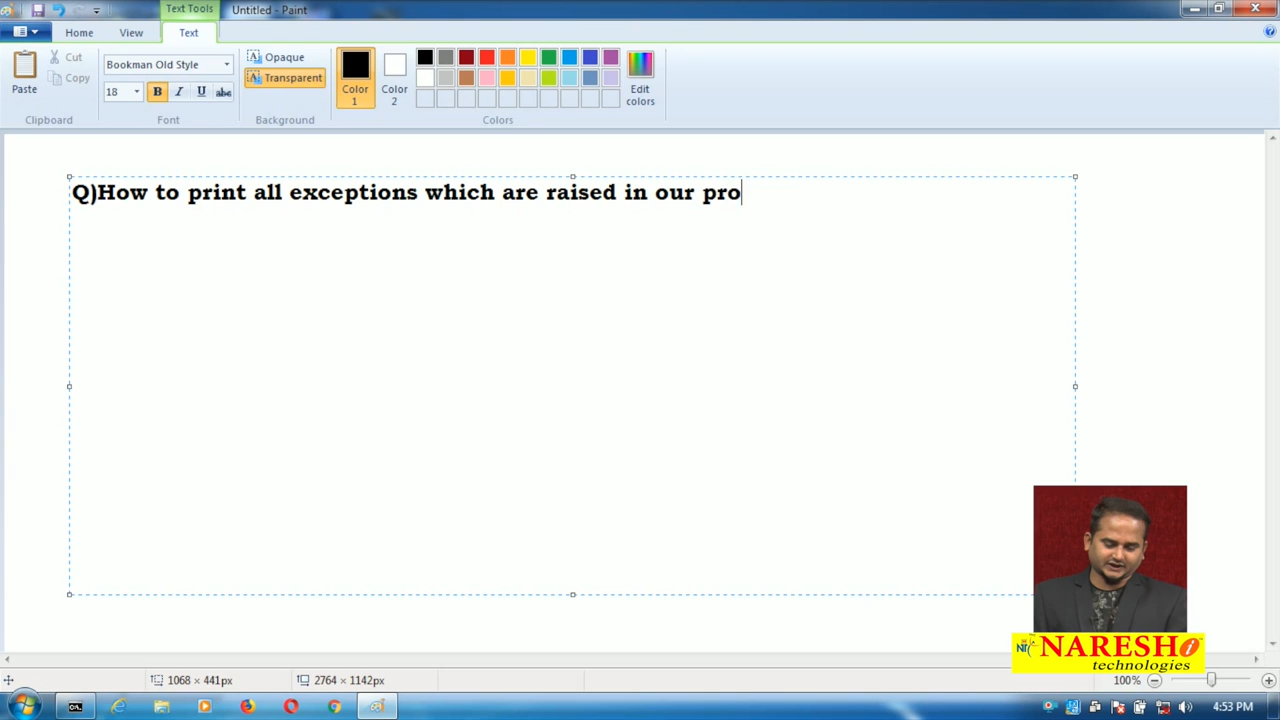 Text Tools
Untitled - Paint
Home
View
Text
Paste
Cut
Copy
Clipboard
Bookman Old Style
18
B
I
U
abc
Font
Opaque
Transparent
Background
Color
1
Color
2
Edit
colors
Colors
Q)How to print all exceptions which are raised in our pro
NARESH i
technologies
1068 × 441px
2764 × 1142px
100%
4:53 PM